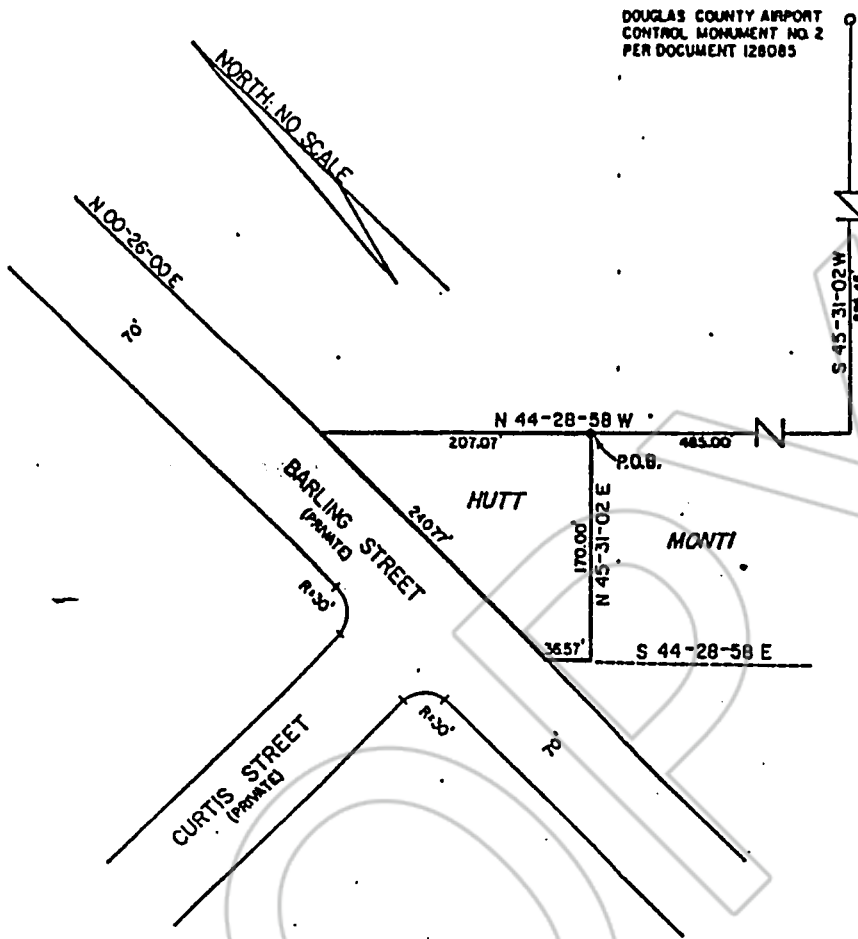 DOUGLAS COUNTY AIRPORT
CONTROL MONUMENT NO. 2
PER DOCUMENT 128085
NORTH: NO SCALE
N 00-26-00 E
70'
S 45-31-02 W
N 44-28-58 W
207.07'
485.00'
P.O.B.
HUTT
BARLING STREET
(PRIVATE)
240.77'
170.00'
N 45-31-02 E
MONTI
R=30'
36.57'
S 44-28-58 E
R=30'
70'
CURTIS STREET
(PRIVATE)